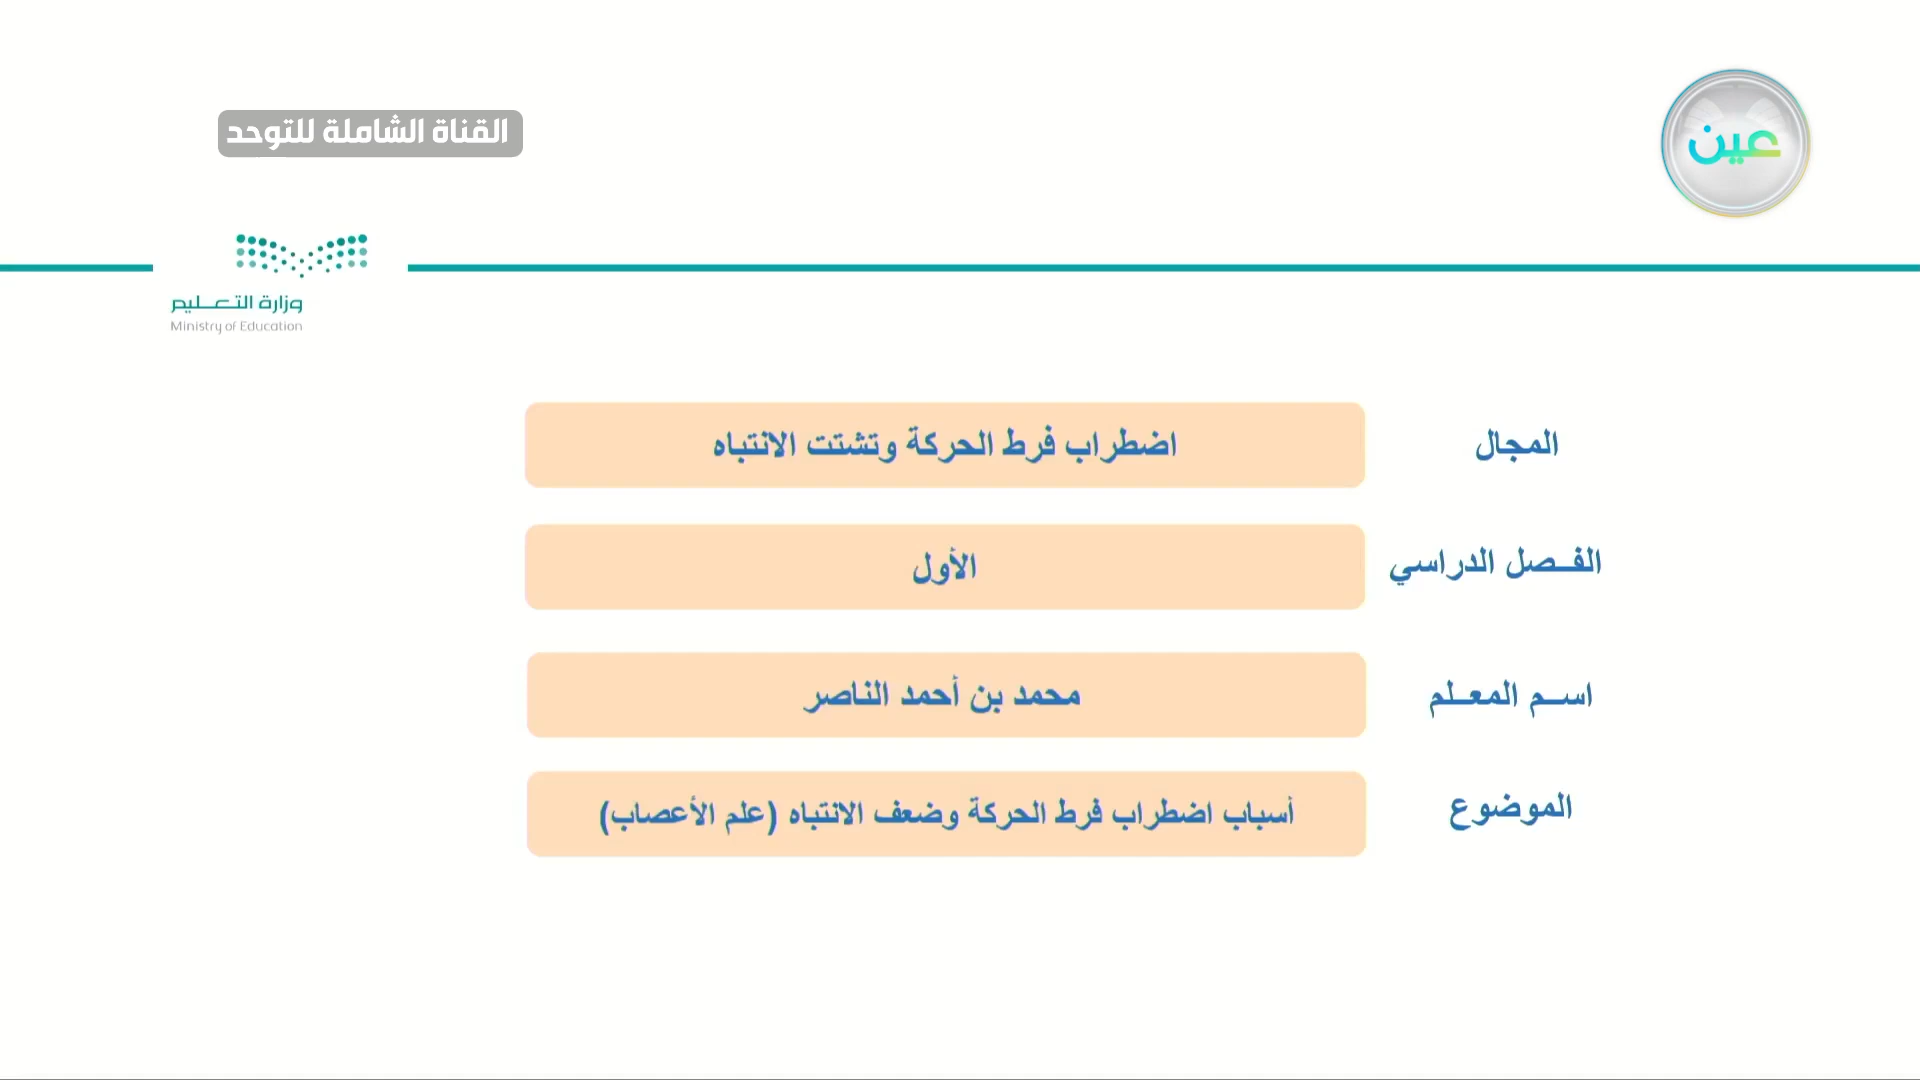 القناة الشاملة للتوحد
عين
وزارة التعليم
Ministry of Education
المجال
اضطراب فرط الحركة وتشتت الانتباه
الفصل الدراسي
الأول
اسم المعلم
محمد بن أحمد الناصر
الموضوع
أسباب اضطراب فرط الحركة وضعف الانتباه (علم الأعصاب)